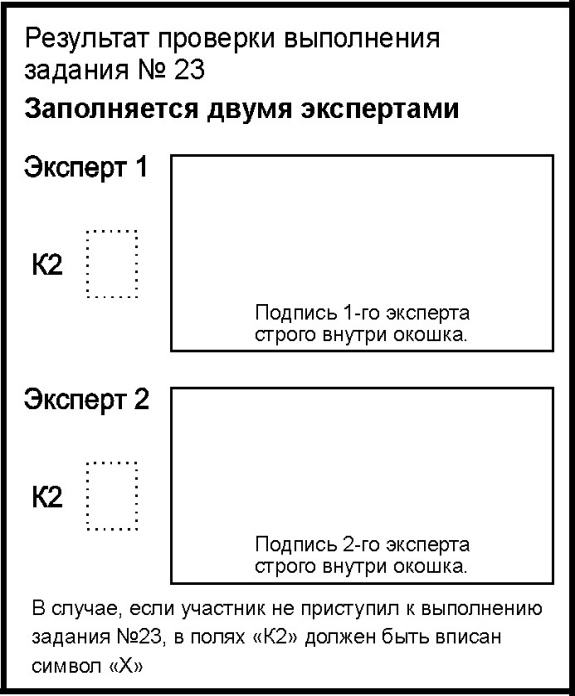 Результат проверки выполнения
задания № 23
Заполняется двумя экспертами
Эксперт 1
К2
Подпись 1-го эксперта
строго внутри окошка.
Эксперт 2
К2
Подпись 2-го эксперта
строго внутри окошка.
В случае, если участник не приступил к выполнению
задания №23, в полях «К2» должен быть вписан
символ «Х»